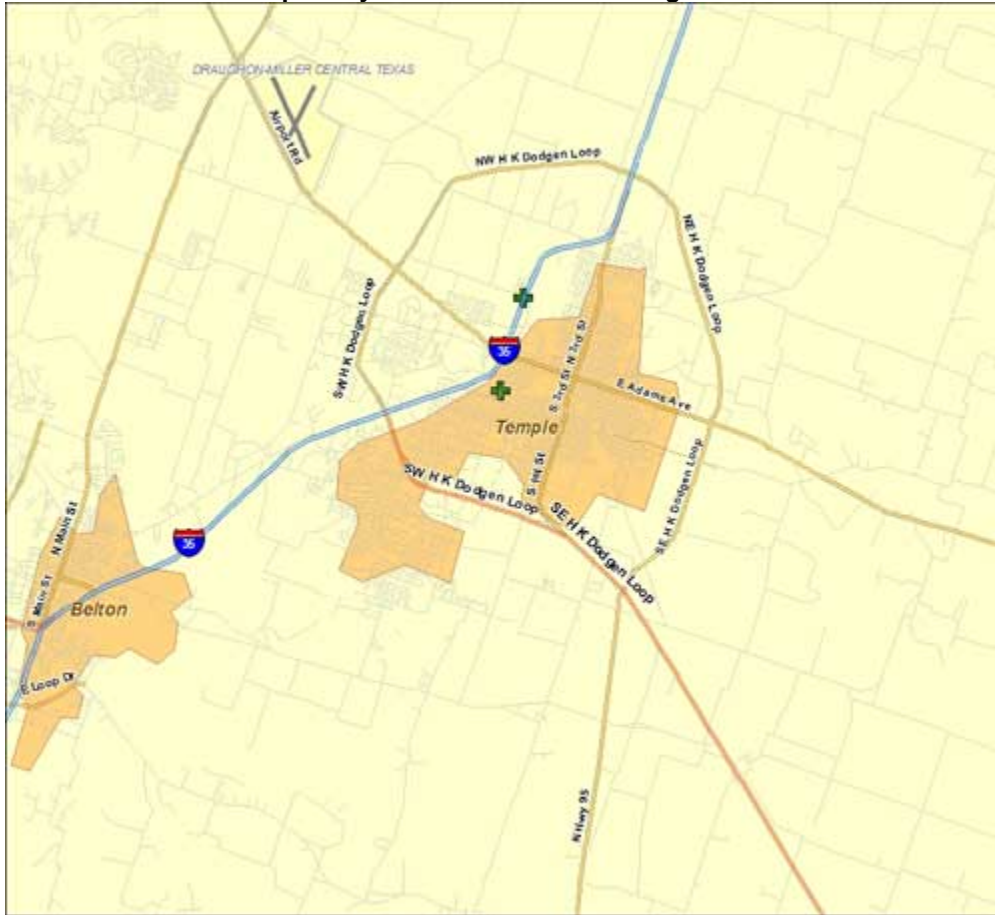 DRAUGHON-MILLER CENTRAL TEXAS
Airport Rd
NW H K Dodgen Loop
NE H K Dodgen Loop
SW H K Dodgen Loop
35
S 3rd St N 3rd St
E Adams Ave
Temple
SW H K Dodgen Loop
S Int St
SE H K Dodgen Loop
SE H K Dodgen Loop
N Main St
35
S Main St
Belton
E Loop Dr
N Hwy 95